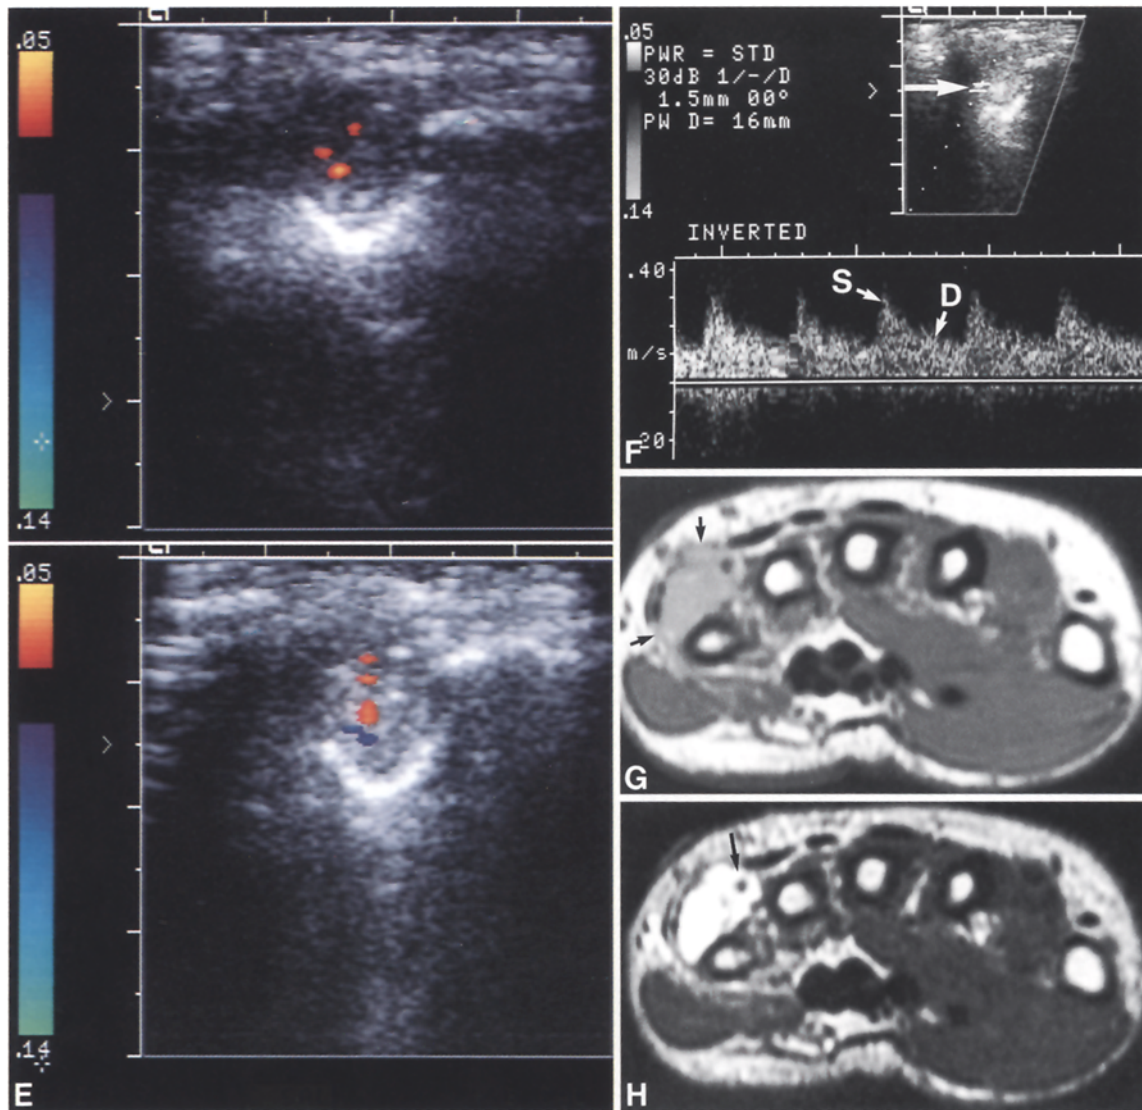 .05
.14
.05
.14
E
.05
PWR = STD
30dB 1/-/D
1.5mm 00°
PW D= 16mm
.14
INVERTED
.40
S
D
m/s
.20
F
G
H